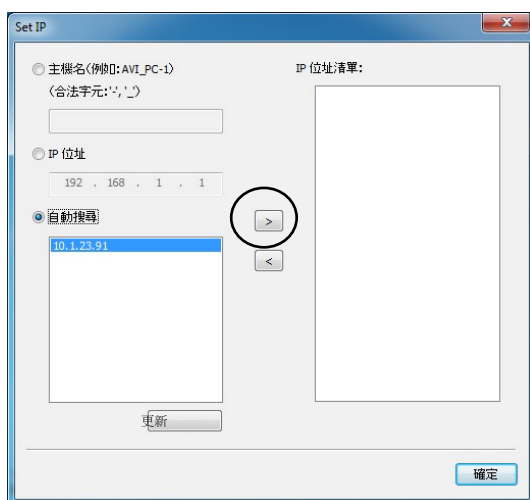 Set IP
主機名(例如:AVI_PC-1)
(合法字元:'-', '_')
IP 位址
192 . 168 . 1 . 1
自動搜尋
10.1.23.91
更新
>
<
IP 位址清單:
確定